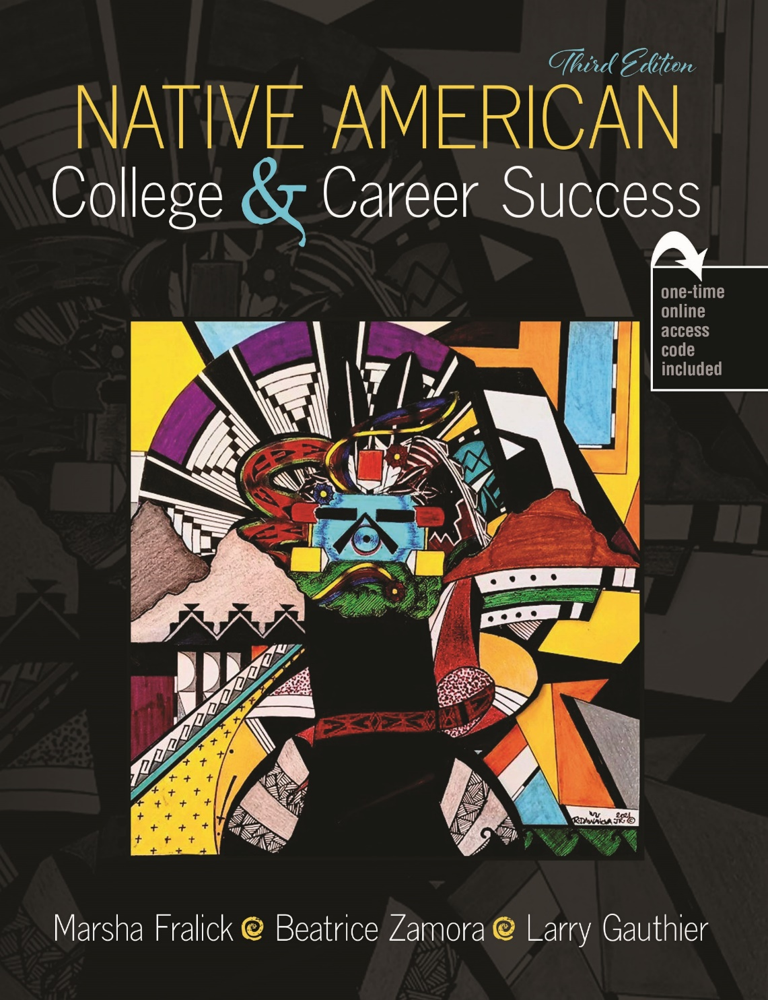 Third Edition
NATIVE AMERICAN
College & Career Success
one-time
online
access
code
included
2021
Marsha Fralick
Beatrice Zamora
Larry Gauthier